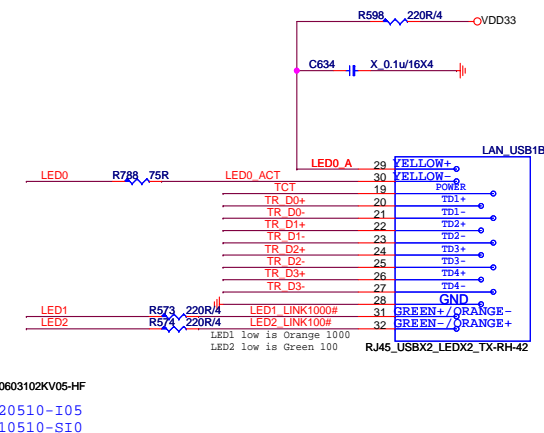 R598 220R/4 VDD33
C634 X_0.1u/16X4
LAN_USB1B
LED0_A 29 YELLOW+
LED0 R788 75R LED0_ACT 30 YELLOW-
TCT 19 POWER
TR_D0+ 20 TD1+
TR_D0- 21 TD1-
TR_D1+ 22 TD2+
TR_D1- 23 TD2-
TR_D2+ 24 TD3+
TR_D2- 25 TD3-
TR_D3+ 26 TD4+
TR_D3- 27 TD4-
28 GND
LED1 R573 220R/4 LED1_LINK1000# 31 GREEN+/ORANGE-
LED2 R574 220R/4 LED2_LINK100# 32 GREEN-/ORANGE+
LED1 low is Orange 1000
LED2 low is Green 100
RJ45_USBX2_LEDX2_TX-RH-42
0603102KV05-HF
20510-I05
10510-SI0